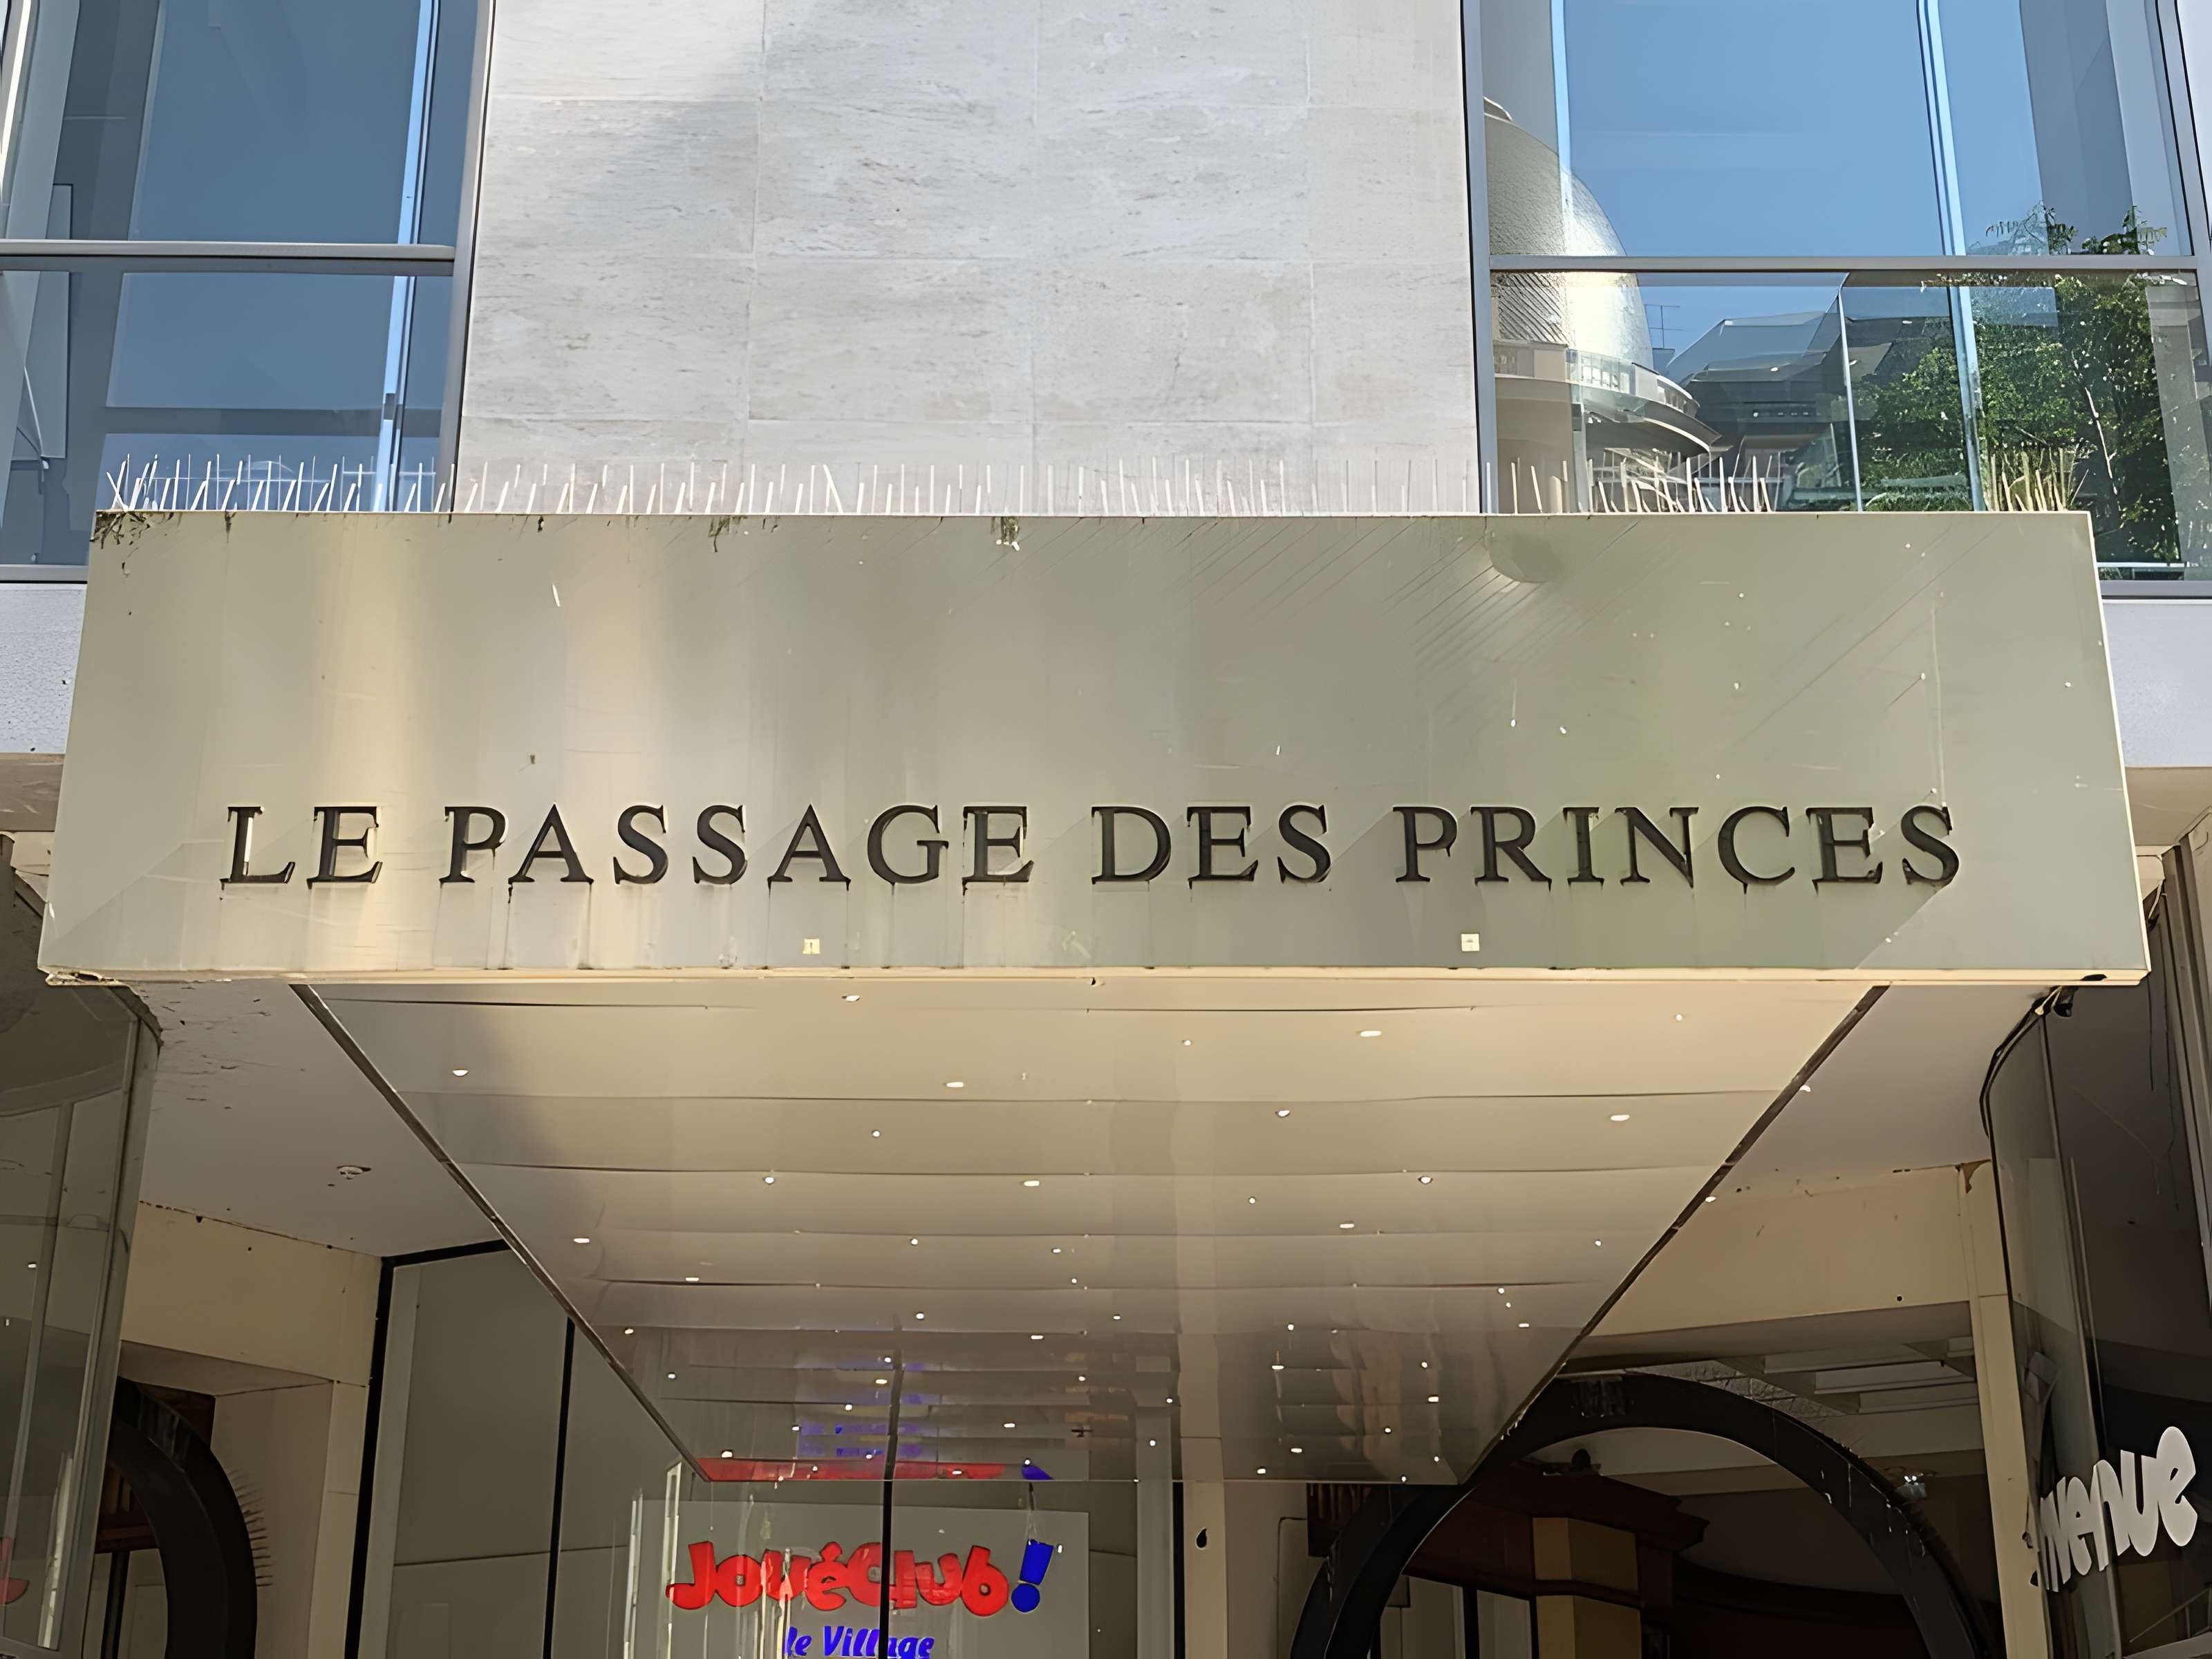 LE PASSAGE DES PRINCES
JouéClub!
le Village